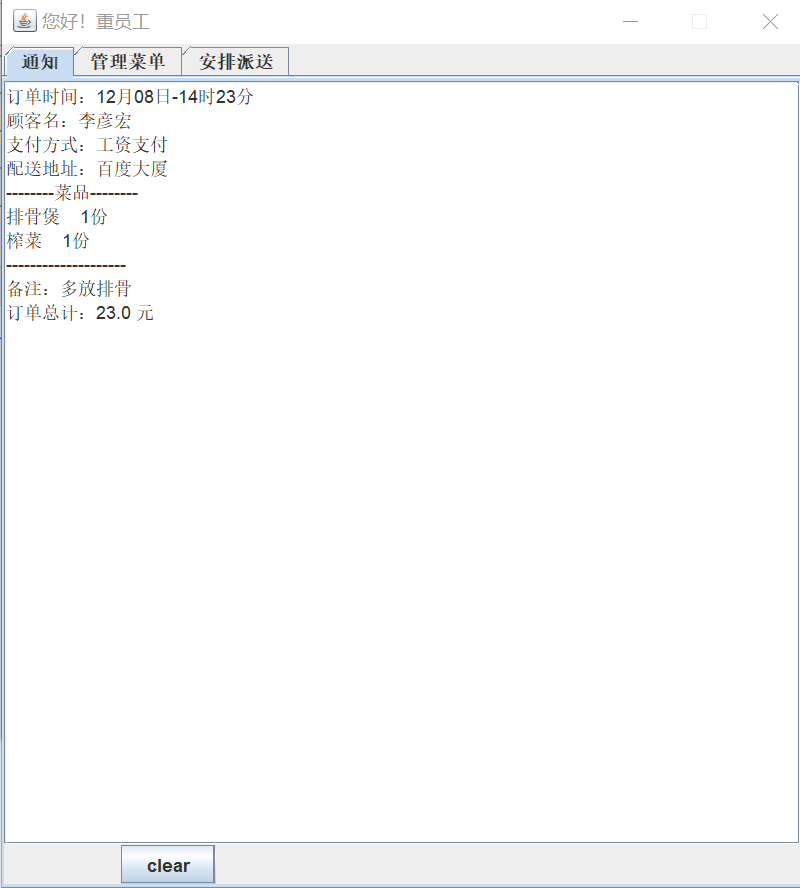 您好！重员工
通知 管理菜单 安排派送
订单时间：12月08日-14时23分
顾客名：李彦宏
支付方式：工资支付
配送地址：百度大厦
--------菜品--------
排骨煲 1份
榨菜 1份
--------------------
备注：多放排骨
订单总计：23.0 元
clear